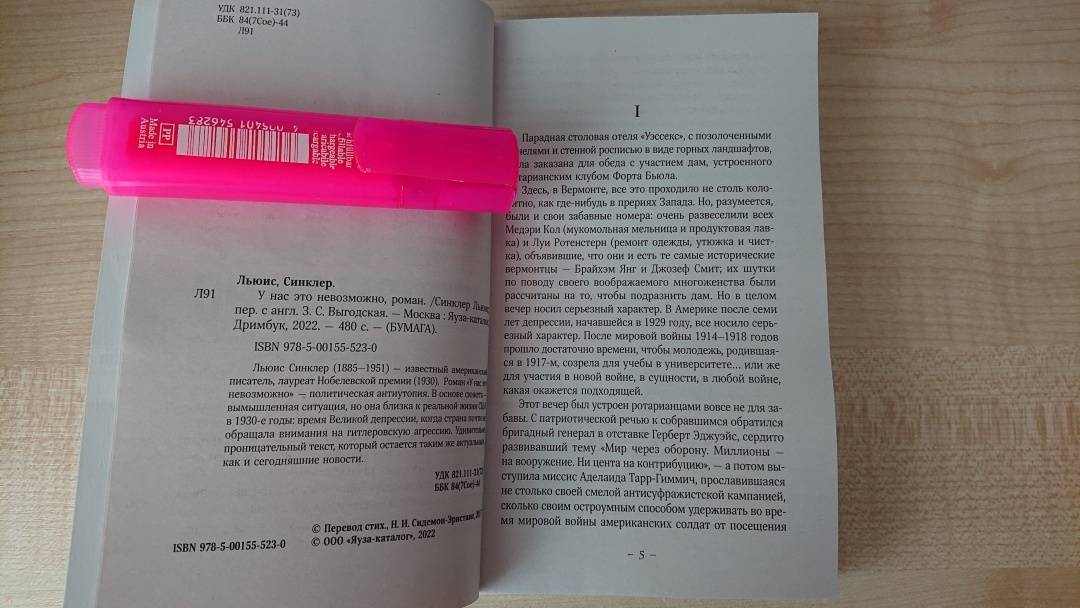 УДК 821.111-31(73)
ББК 84(7Сое)-44
Л91
Made in
Austria
PP
546283
Льюис, Синклер.
Л91 У нас это невозможно, роман. /Синклер
пер. с англ. З. С. Выгодская. — Москва : Яуза-каталог,
Дримбук, 2022. — 480 с. — (БУМАГА).
ISBN 978-5-00155-523-0
Льюис Синклер (1885—1951) — известный
писатель, лауреат Нобелевской премии (1930). Роман «У нас
невозможно» — политическая антиутопия. В основе
вымышленная ситуация, но она близка к реальной жизни
в 1930-е годы: время Великой депрессии, когда страна
обращала внимания на гитлеровскую агрессию.
проницательный текст, который остается таким же
как и сегодняшние новости.
УДК 821.111-31(73)
ББК 84(7Сое)-44
© Перевод стих., Н. И. Сидемон-Эристави,
ISBN 978-5-00155-523-0 © ООО «Яуза-каталог», 2022
I
Парадная столовая отеля «Уэссекс», с позолоченными
нелями и стенной росписью в виде горных ландшафтов,
ла заказана для обеда с участием дам, устроенного
тарианским клубом Форта Бьюла.
Здесь, в Вермонте, все это проходило не столь коло-
итно, как где-нибудь в прериях Запада. Но, разумеется,
были и свои забавные номера: очень развеселили всех
Медэри Кол (мукомольная мельница и продуктовая лав-
ка) и Луи Ротенстерн (ремонт одежды, утюжка и чист-
ка), объявившие, что они и есть те самые исторические
вермонтцы — Брайхэм Янг и Джозеф Смит; их шутки
по поводу своего воображаемого многоженства были
рассчитаны на то, чтобы подразнить дам. Но в целом
вечер носил серьезный характер. В Америке после семи
лет депрессии, начавшейся в 1929 году, все носило серь-
езный характер. После мировой войны 1914—1918 годов
прошло достаточно времени, чтобы молодежь, родившая-
ся в 1917-м, созрела для учебы в университете... или же
для участия в новой войне, в сущности, в любой войне,
какая окажется подходящей.
Этот вечер был устроен ротарианцами вовсе не для за-
бавы. С патриотической речью к собравшимся обратился
бригадный генерал в отставке Герберт Эджуэйс, сердито
развивавший тему «Мир через оборону. Миллионы —
на вооружение. Ни цента на контрибуцию», — а потом вы-
ступила миссис Аделаида Тарр-Гиммич, прославившаяся
не столько своей смелой антисуфражистской кампанией,
сколько своим остроумным способом удерживать во вре-
мя мировой войны американских солдат от посещения
— 5 —